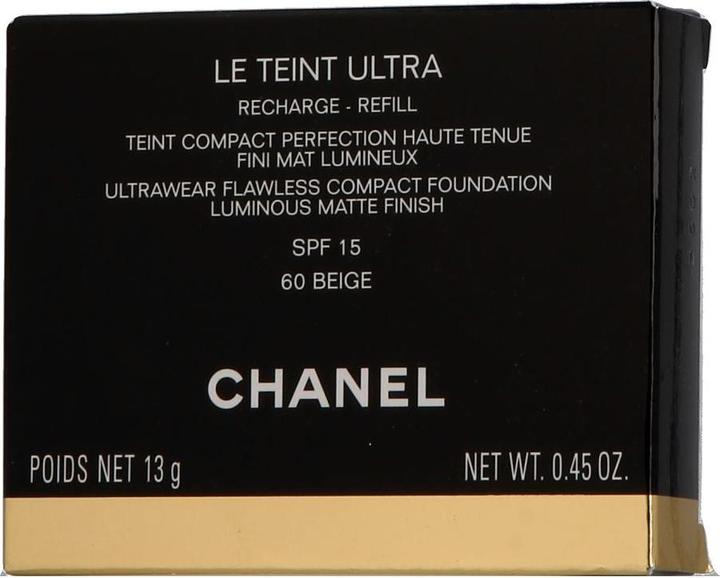 LE TEINT ULTRA
RECHARGE - REFILL
TEINT COMPACT PERFECTION HAUTE TENUE
FINI MAT LUMINEUX
ULTRAWEAR FLAWLESS COMPACT FOUNDATION
LUMINOUS MATTE FINISH
SPF 15
60 BEIGE
CHANEL
POIDS NET 13 g
NET WT. 0.45 OZ.